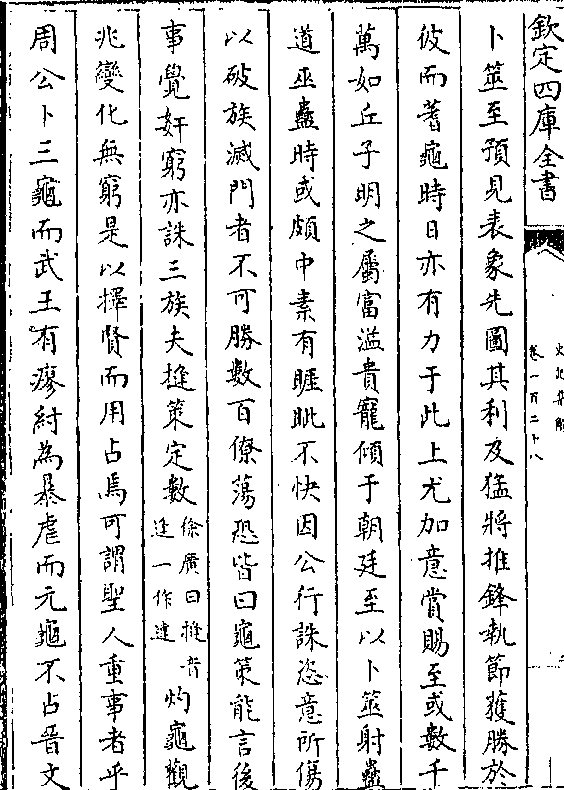 欽定四庫全書
史記集解
卷一百二十八
卜筮至預見表象先圖其利及猛將推鋒執節獲勝於
彼而蓍龜時日亦有力于此上尤加意賞賜至或數千
萬如丘子明之屬富溢貴寵傾于朝廷至以卜筮射蠱
道巫蠱時或頗中素有睚眦不快因公行誅恣意所傷
以破族滅門者不可勝數百僚蕩恐皆曰龜策能言後
事覺奸窮亦誅三族夫摓策定數徐廣曰摓音逢一作達灼龜觀
兆變化無窮是以擇賢而用占焉可謂聖人重事者乎
周公卜三龜而武王有瘳紂為暴虐而元龜不占晉文